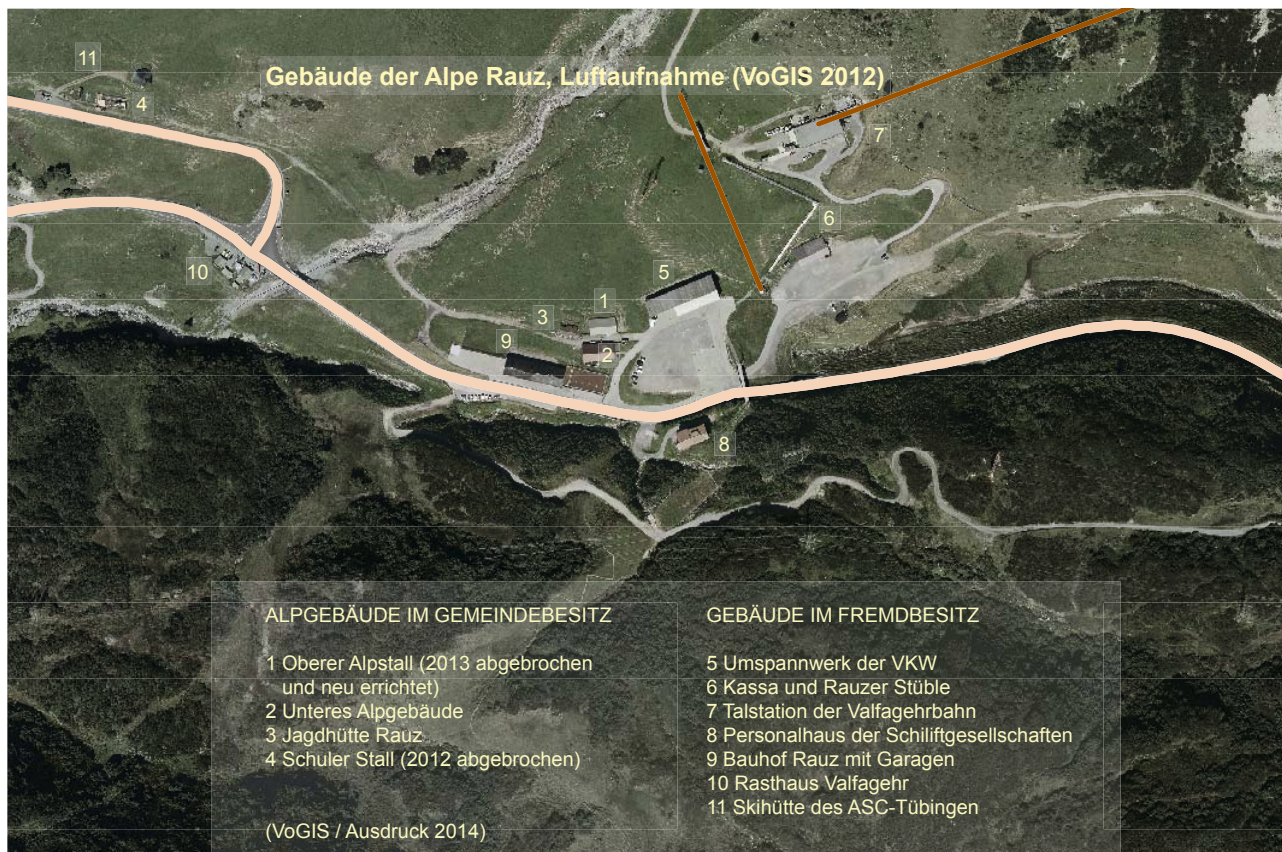 11
Gebäude der Alpe Rauz, Luftaufnahme (VoGIS 2012)
4
7
6
10
5
1
3
9
2
8
ALPGEBÄUDE IM GEMEINDEBESITZ
1 Oberer Alpstall (2013 abgebrochen
und neu errichtet)
2 Unteres Alpgebäude
3 Jagdhütte Rauz
4 Schuler Stall (2012 abgebrochen)
(VoGIS / Ausdruck 2014)
GEBÄUDE IM FREMDBESITZ
5 Umspannwerk der VKW
6 Kassa und Rauzer Stüble
7 Talstation der Valfagehrbahn
8 Personalhaus der Schiliftgesellschaften
9 Bauhof Rauz mit Garagen
10 Rasthaus Valfagehr
11 Skihütte des ASC-Tübingen